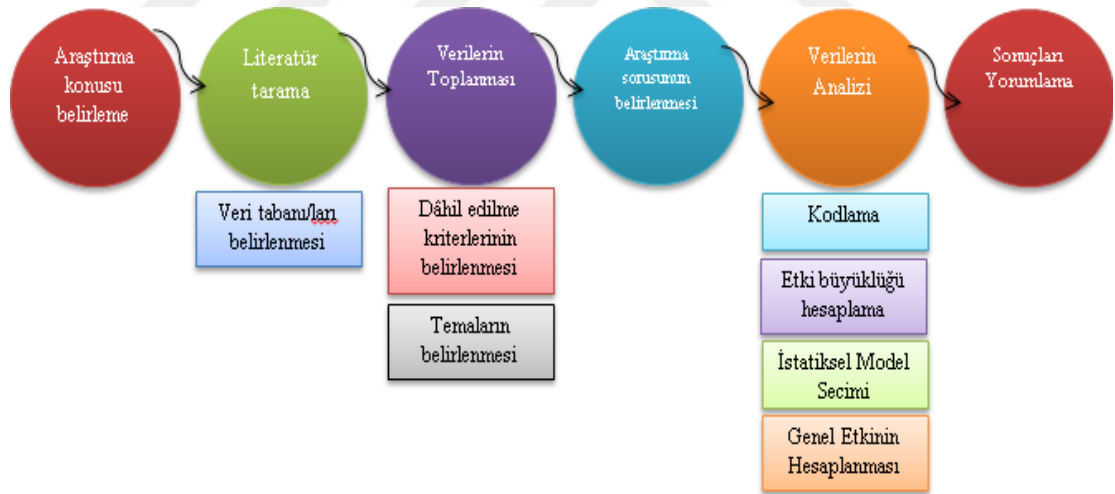 Araştırma
konusu
belirleme
Literatür
tarama
Verilerin
Toplanması
Araştırma
sorusunun
belirlenmesi
Verilerin
Analizi
Sonuçları
Yorumlama
Veri tabanı/ları
belirlenmesi
Dâhil edilme
kriterlerinin
belirlenmesi
Temaların
belirlenmesi
Kodlama
Etki büyüklüğü
hesaplama
İstatiksel Model
Secimi
Genel Etkinin
Hesaplanması